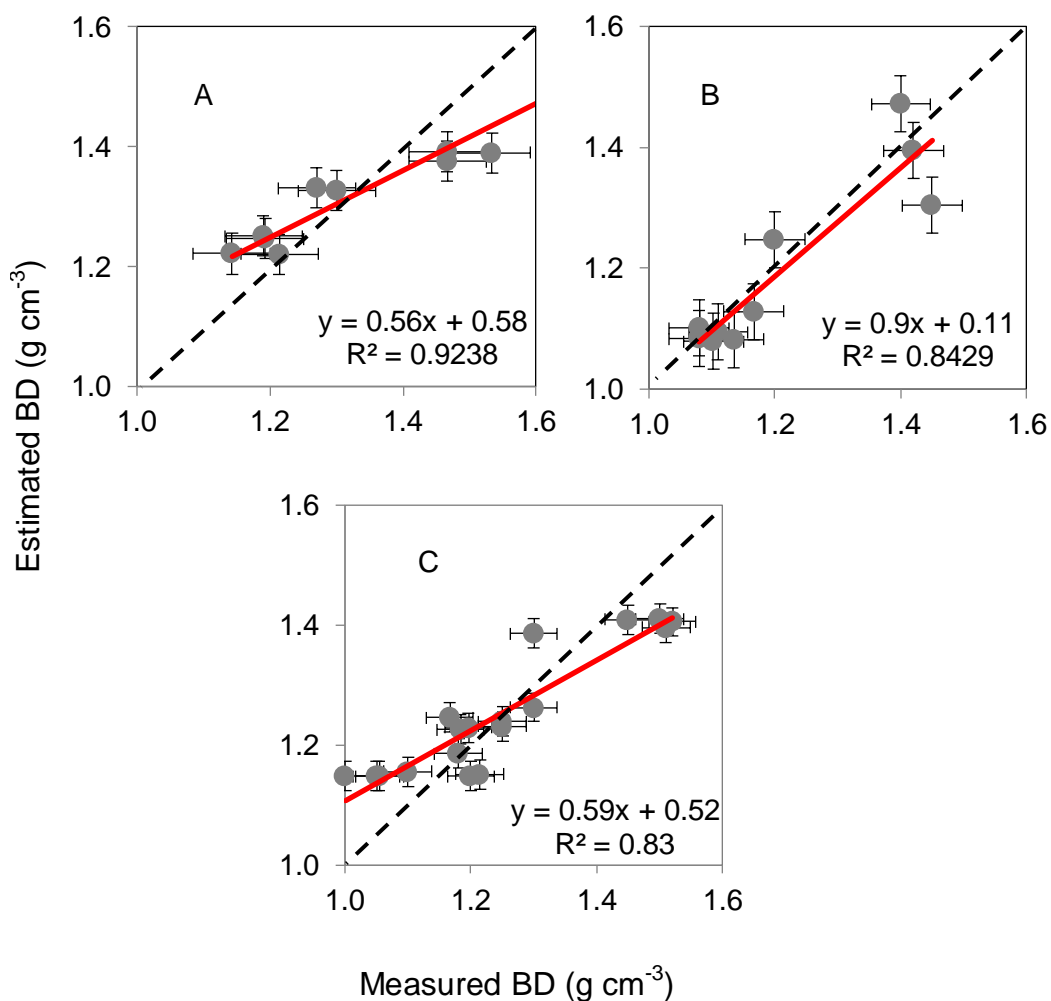 Estimated BD (g cm⁻³)
1.6
1.4
1.2
1.0
A
y = 0.56x + 0.58
R² = 0.9238
1.0
1.2
1.4
1.6
1.6
1.4
1.2
1.0
B
y = 0.9x + 0.11
R² = 0.8429
1.0
1.2
1.4
1.6
1.6
1.4
1.2
1.0
C
y = 0.59x + 0.52
R² = 0.83
1.0
1.2
1.4
1.6
Measured BD (g cm⁻³)